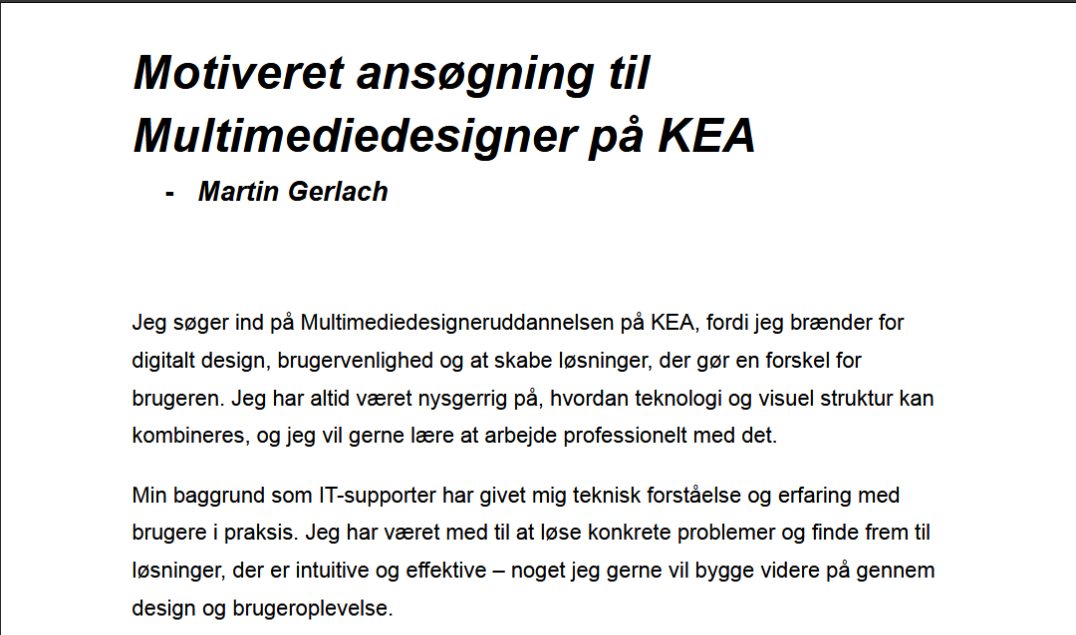 Motiveret ansøgning til
Multimediedesigner på KEA
- Martin Gerlach
Jeg søger ind på Multimediedesigneruddannelsen på KEA, fordi jeg brænder for
digitalt design, brugervenlighed og at skabe løsninger, der gør en forskel for
brugeren. Jeg har altid været nysgerrig på, hvordan teknologi og visuel struktur kan
kombineres, og jeg vil gerne lære at arbejde professionelt med det.
Min baggrund som IT-supporter har givet mig teknisk forståelse og erfaring med
brugere i praksis. Jeg har været med til at løse konkrete problemer og finde frem til
løsninger, der er intuitive og effektive – noget jeg gerne vil bygge videre på gennem
design og brugeroplevelse.